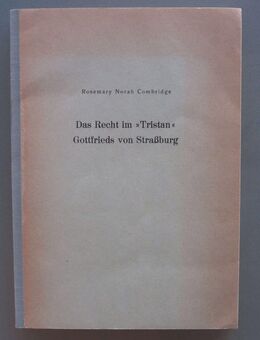 Rosemary Norah Combridge
Das Recht im »Tristan«
Gottfrieds von Straßburg